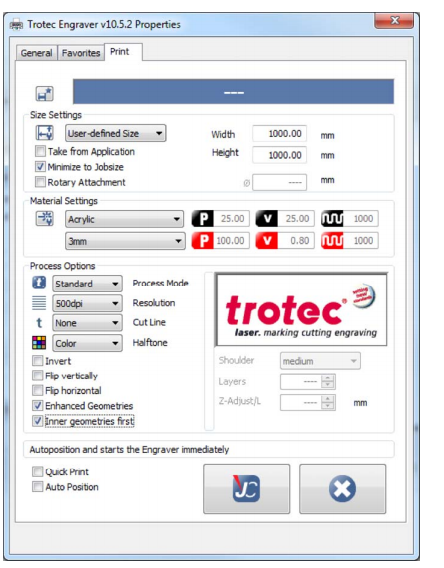 Trotec Engraver v10.5.2 Properties
General Favorites Print
---
Size Settings
User-defined Size Width 1000.00 mm
Take from Application Height 1000.00 mm
Minimize to Jobsize
Rotary Attachment ø ---- mm
Material Settings
Acrylic P 25.00 V 25.00 1000
3mm P 100.00 V 0.80 1000
Process Options
Standard Process Mode
500dpi Resolution
t None Cut Line
Color Halftone
trotec
setting new standards
laser. marking cutting engraving
Invert Shoulder medium
Flip vertically Layers ----
Flip horizontal Z-Adjust/L ---- mm
Enhanced Geometries
Inner geometries first
Autoposition and starts the Engraver immediately
Quick Print
Auto Position
JC